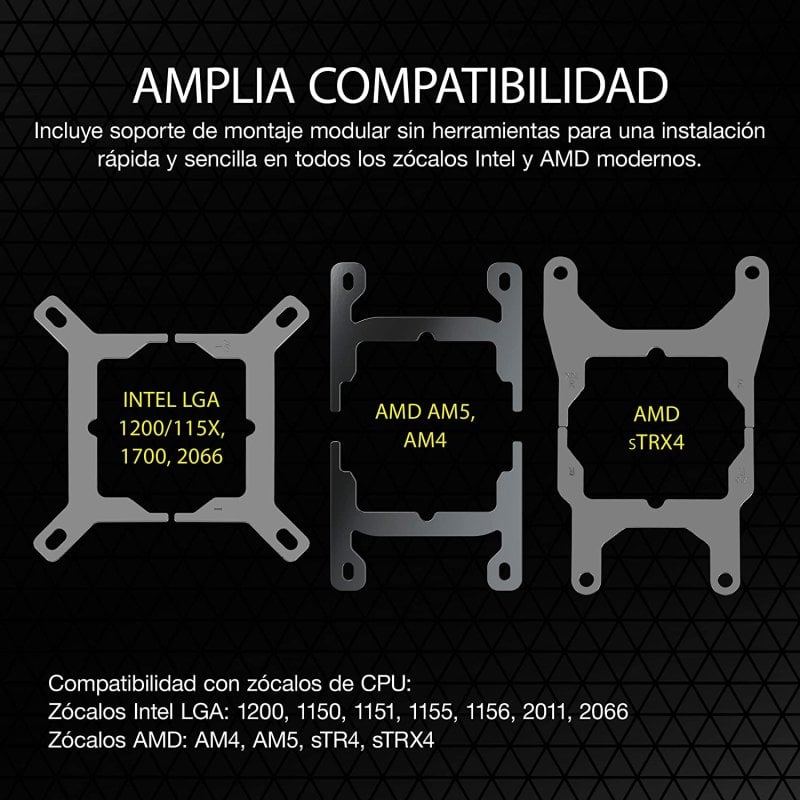 AMPLIA COMPATIBILIDAD
Incluye soporte de montaje modular sin herramientas para una instalación
rápida y sencilla en todos los zócalos Intel y AMD modernos.
INTEL LGA
1200/115X,
1700, 2066
AMD AM5,
AM4
AMD
sTRX4
Compatibilidad con zócalos de CPU:
Zócalos Intel LGA: 1200, 1150, 1151, 1155, 1156, 2011, 2066
Zócalos AMD: AM4, AM5, sTR4, sTRX4